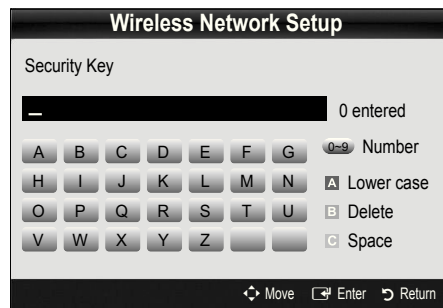 Wireless Network Setup
Security Key
_ 0 entered
A B C D E F G 0~9 Number
H I J K L M N A Lower case
O P Q R S T U B Delete
V W X Y Z C Space
Move Enter Return